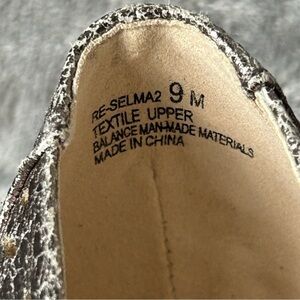 RE-SELMA2 9 M
TEXTILE UPPER
BALANCE MAN-MADE MATERIALS
MADE IN CHINA